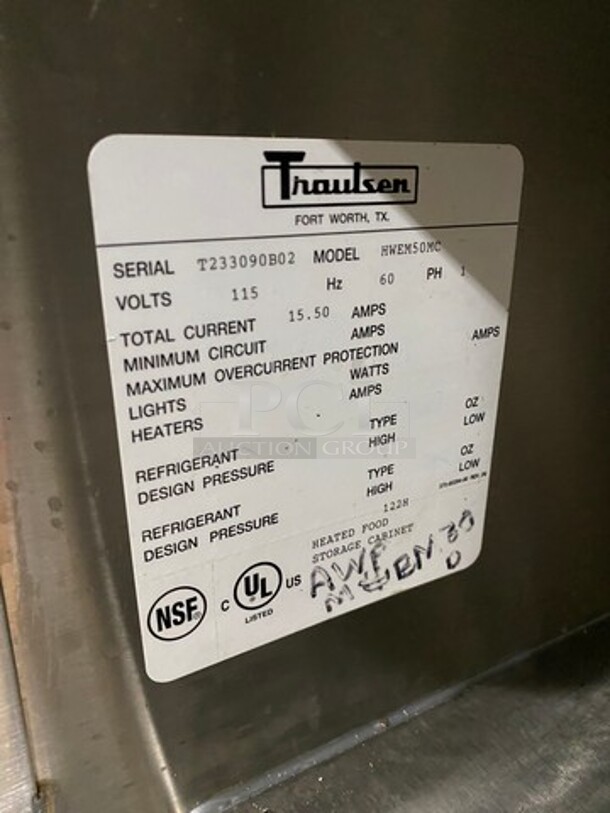 Traulsen
FORT WORTH, TX.
SERIAL T233090B02 MODEL HWEM50MC
VOLTS 115 Hz 60 PH 1
TOTAL CURRENT 15.50 AMPS
MINIMUM CIRCUIT AMPS
MAXIMUM OVERCURRENT PROTECTION AMPS
LIGHTS WATTS
HEATERS AMPS
REFRIGERANT TYPE OZ
DESIGN PRESSURE HIGH LOW
REFRIGERANT TYPE OZ
DESIGN PRESSURE HIGH LOW
122H
HEATED FOOD
STORAGE CABINET
NSF®
C UL US
LISTED
PCI
AUCTION GROUP